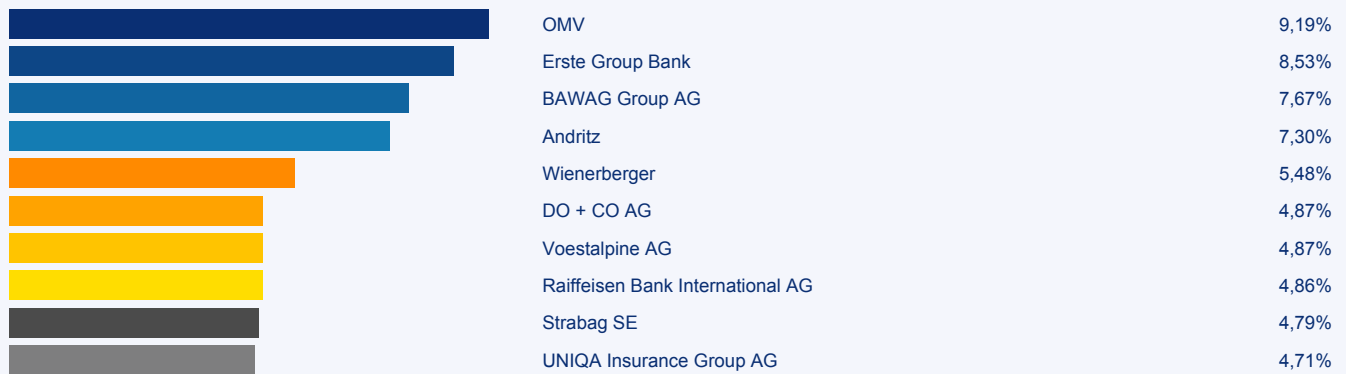 OMV 9,19%
Erste Group Bank 8,53%
BAWAG Group AG 7,67%
Andritz 7,30%
Wienerberger 5,48%
DO + CO AG 4,87%
Voestalpine AG 4,87%
Raiffeisen Bank International AG 4,86%
Strabag SE 4,79%
UNIQA Insurance Group AG 4,71%